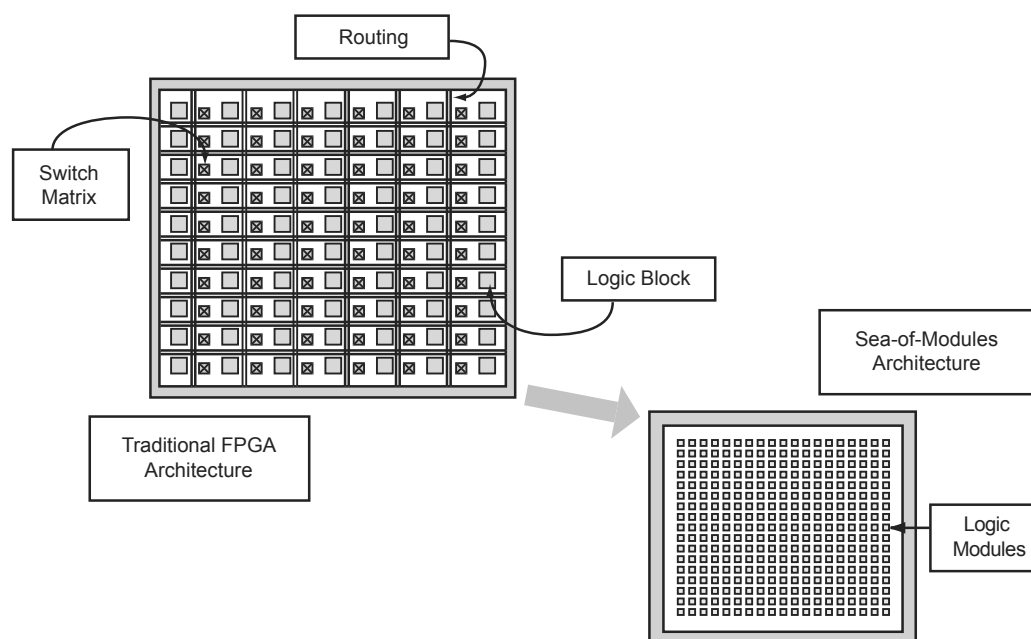 Routing
Switch
Matrix
Logic Block
Sea-of-Modules
Architecture
Traditional FPGA
Architecture
Logic
Modules